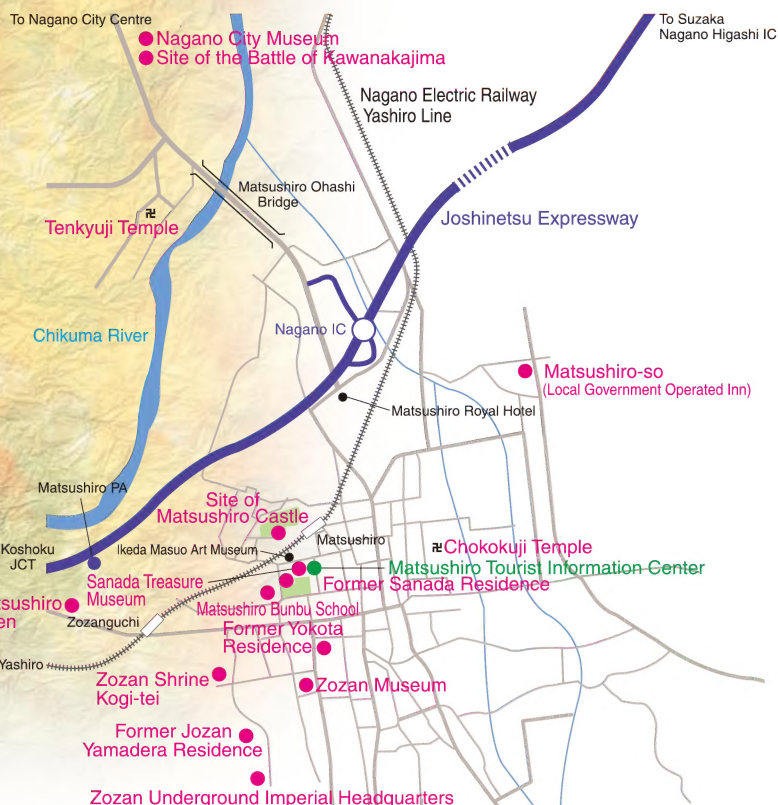 To Nagano City Centre
To Suzaka
Nagano Higashi IC
Nagano City Museum
Site of the Battle of Kawanakajima
Nagano Electric Railway
Yashiro Line
Matsushiro Ohashi
Bridge
卍
Tenkyuji Temple
Joshinetsu Expressway
Chikuma River
Nagano IC
Matsushiro-so
(Local Government Operated Inn)
Matsushiro Royal Hotel
Matsushiro PA
Site of
Matsushiro Castle
Matsushiro
Koshoku
JCT
Ikeda Masuo Art Museum
卍 Chokokuji Temple
Matsushiro Tourist Information Center
Sanada Treasure
Museum
Former Sanada Residence
tsushiro
en
Matsushiro Bunbu School
Zozanguchi
Former Yokota
Residence
Yashiro
Zozan Shrine
Kogi-tei
Zozan Museum
Former Jozan
Yamadera Residence
Zozan Underground Imperial Headquarters